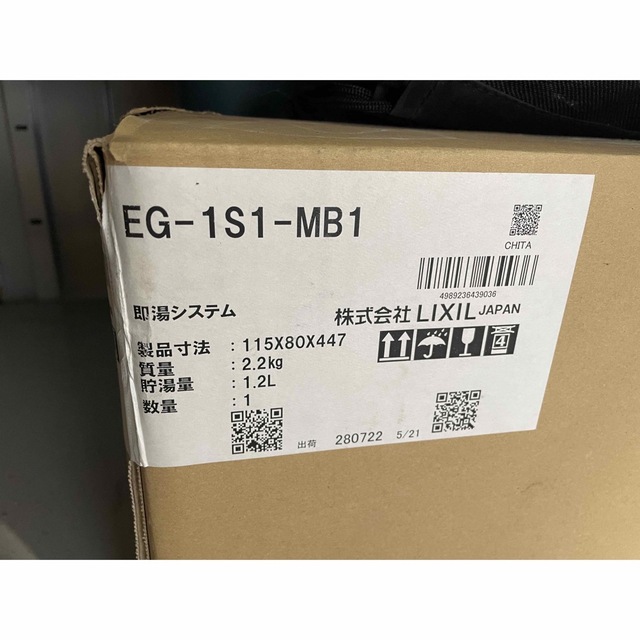 EG-1S1-MB1
CHITA
4989236439036
即湯システム
株式会社 LIXIL JAPAN
製品寸法 : 115X80X447
質量 : 2.2kg
貯湯量 : 1.2L
数量 : 1
4
出荷 280722 5/21